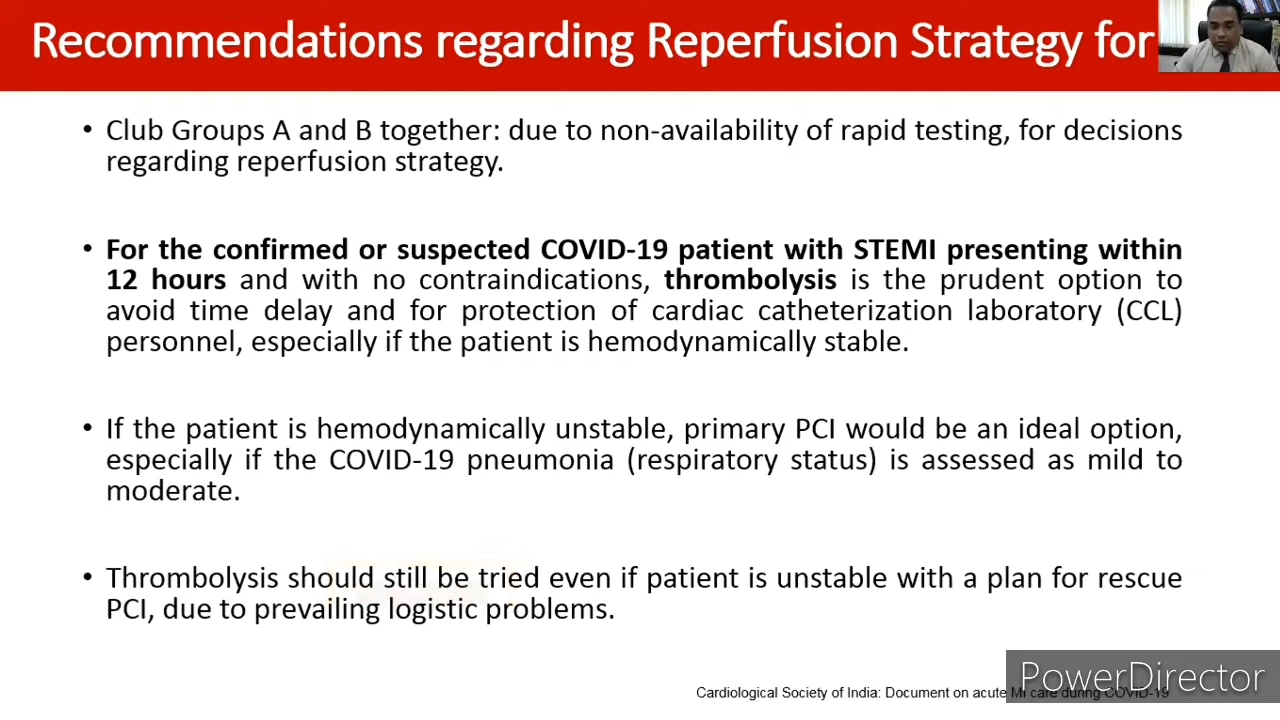 Recommendations regarding Reperfusion Strategy for
• Club Groups A and B together: due to non-availability of rapid testing, for decisions
regarding reperfusion strategy.
• For the confirmed or suspected COVID-19 patient with STEMI presenting within
12 hours and with no contraindications, thrombolysis is the prudent option to
avoid time delay and for protection of cardiac catheterization laboratory (CCL)
personnel, especially if the patient is hemodynamically stable.
• If the patient is hemodynamically unstable, primary PCI would be an ideal option,
especially if the COVID-19 pneumonia (respiratory status) is assessed as mild to
moderate.
• Thrombolysis should still be tried even if patient is unstable with a plan for rescue
PCI, due to prevailing logistic problems.
PowerDirector
Cardiological Society of India: Document on acute MI care during COVID-19